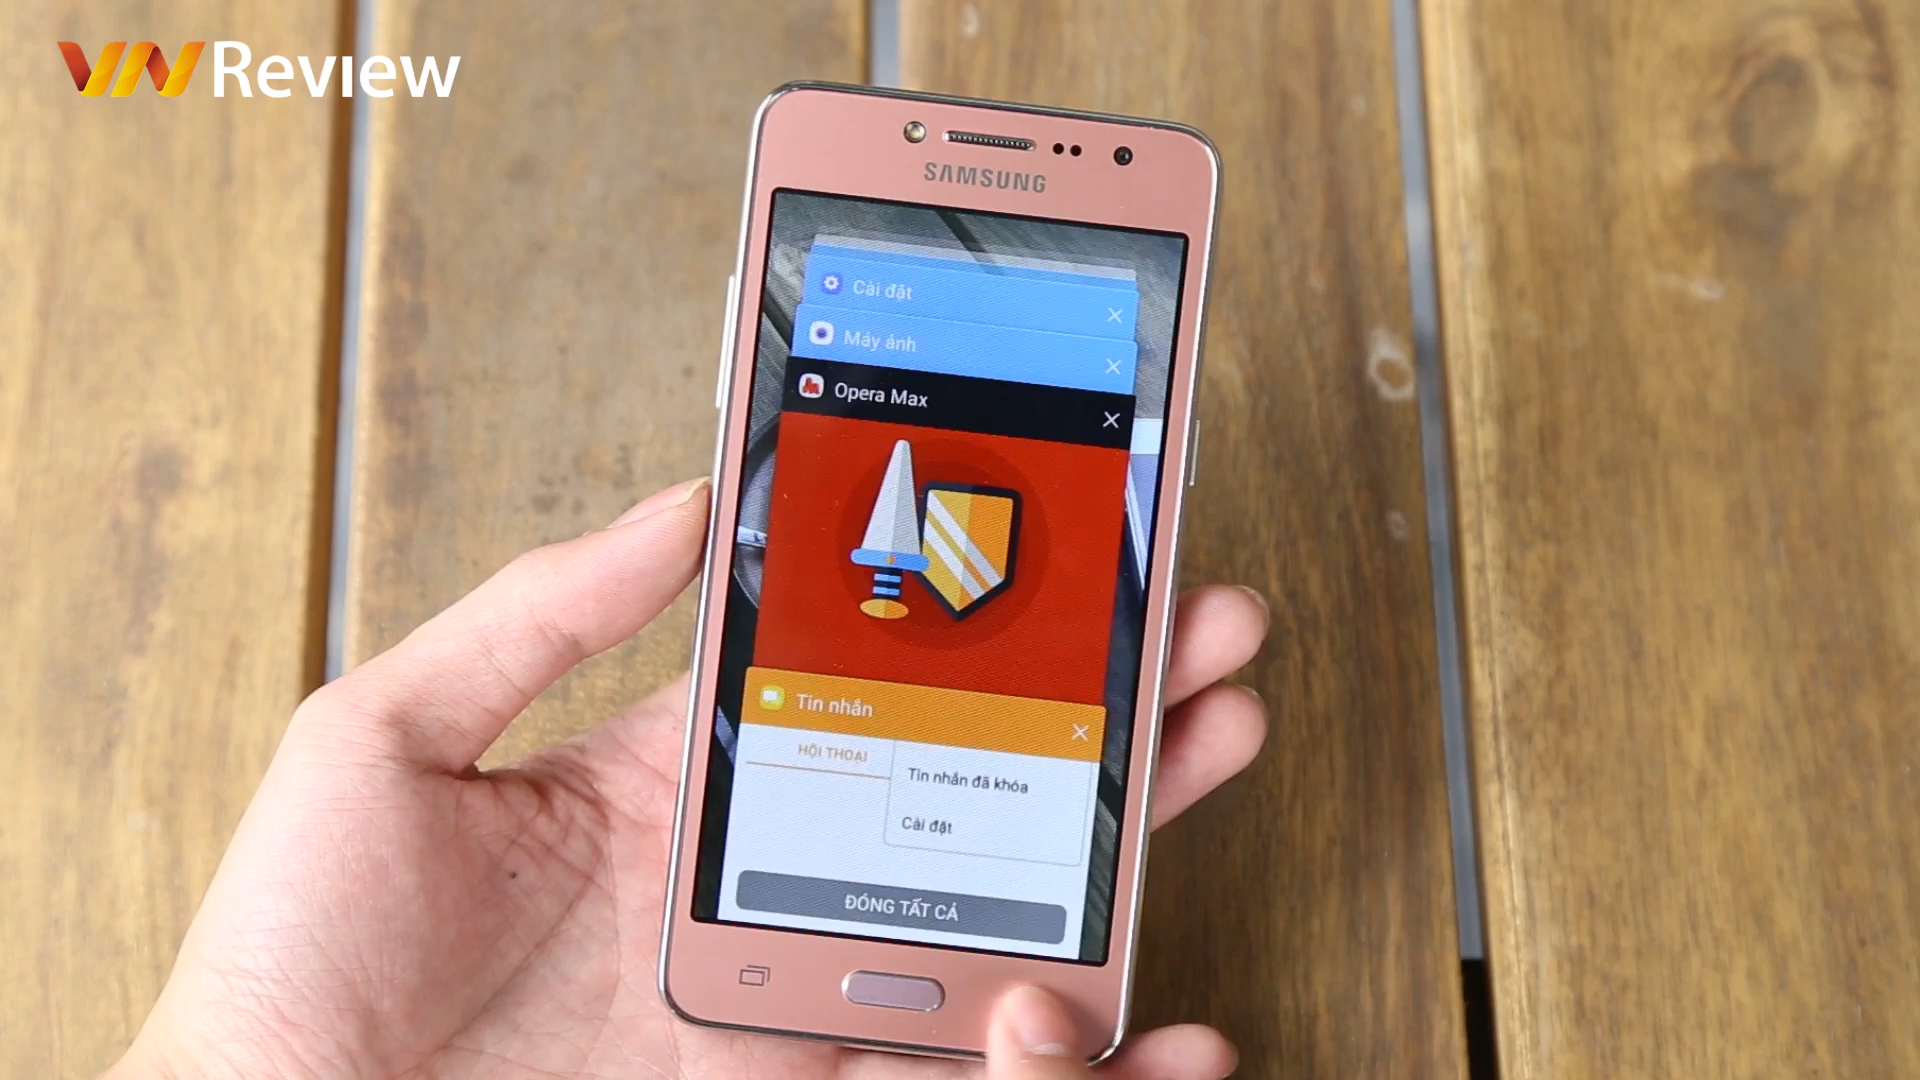 VN Review
SAMSUNG
Cài đặt
Máy ảnh
Opera Max
Tin nhắn
HỘI THOẠI
Tin nhắn đã khóa
Cài đặt
ĐÓNG TẤT CẢ